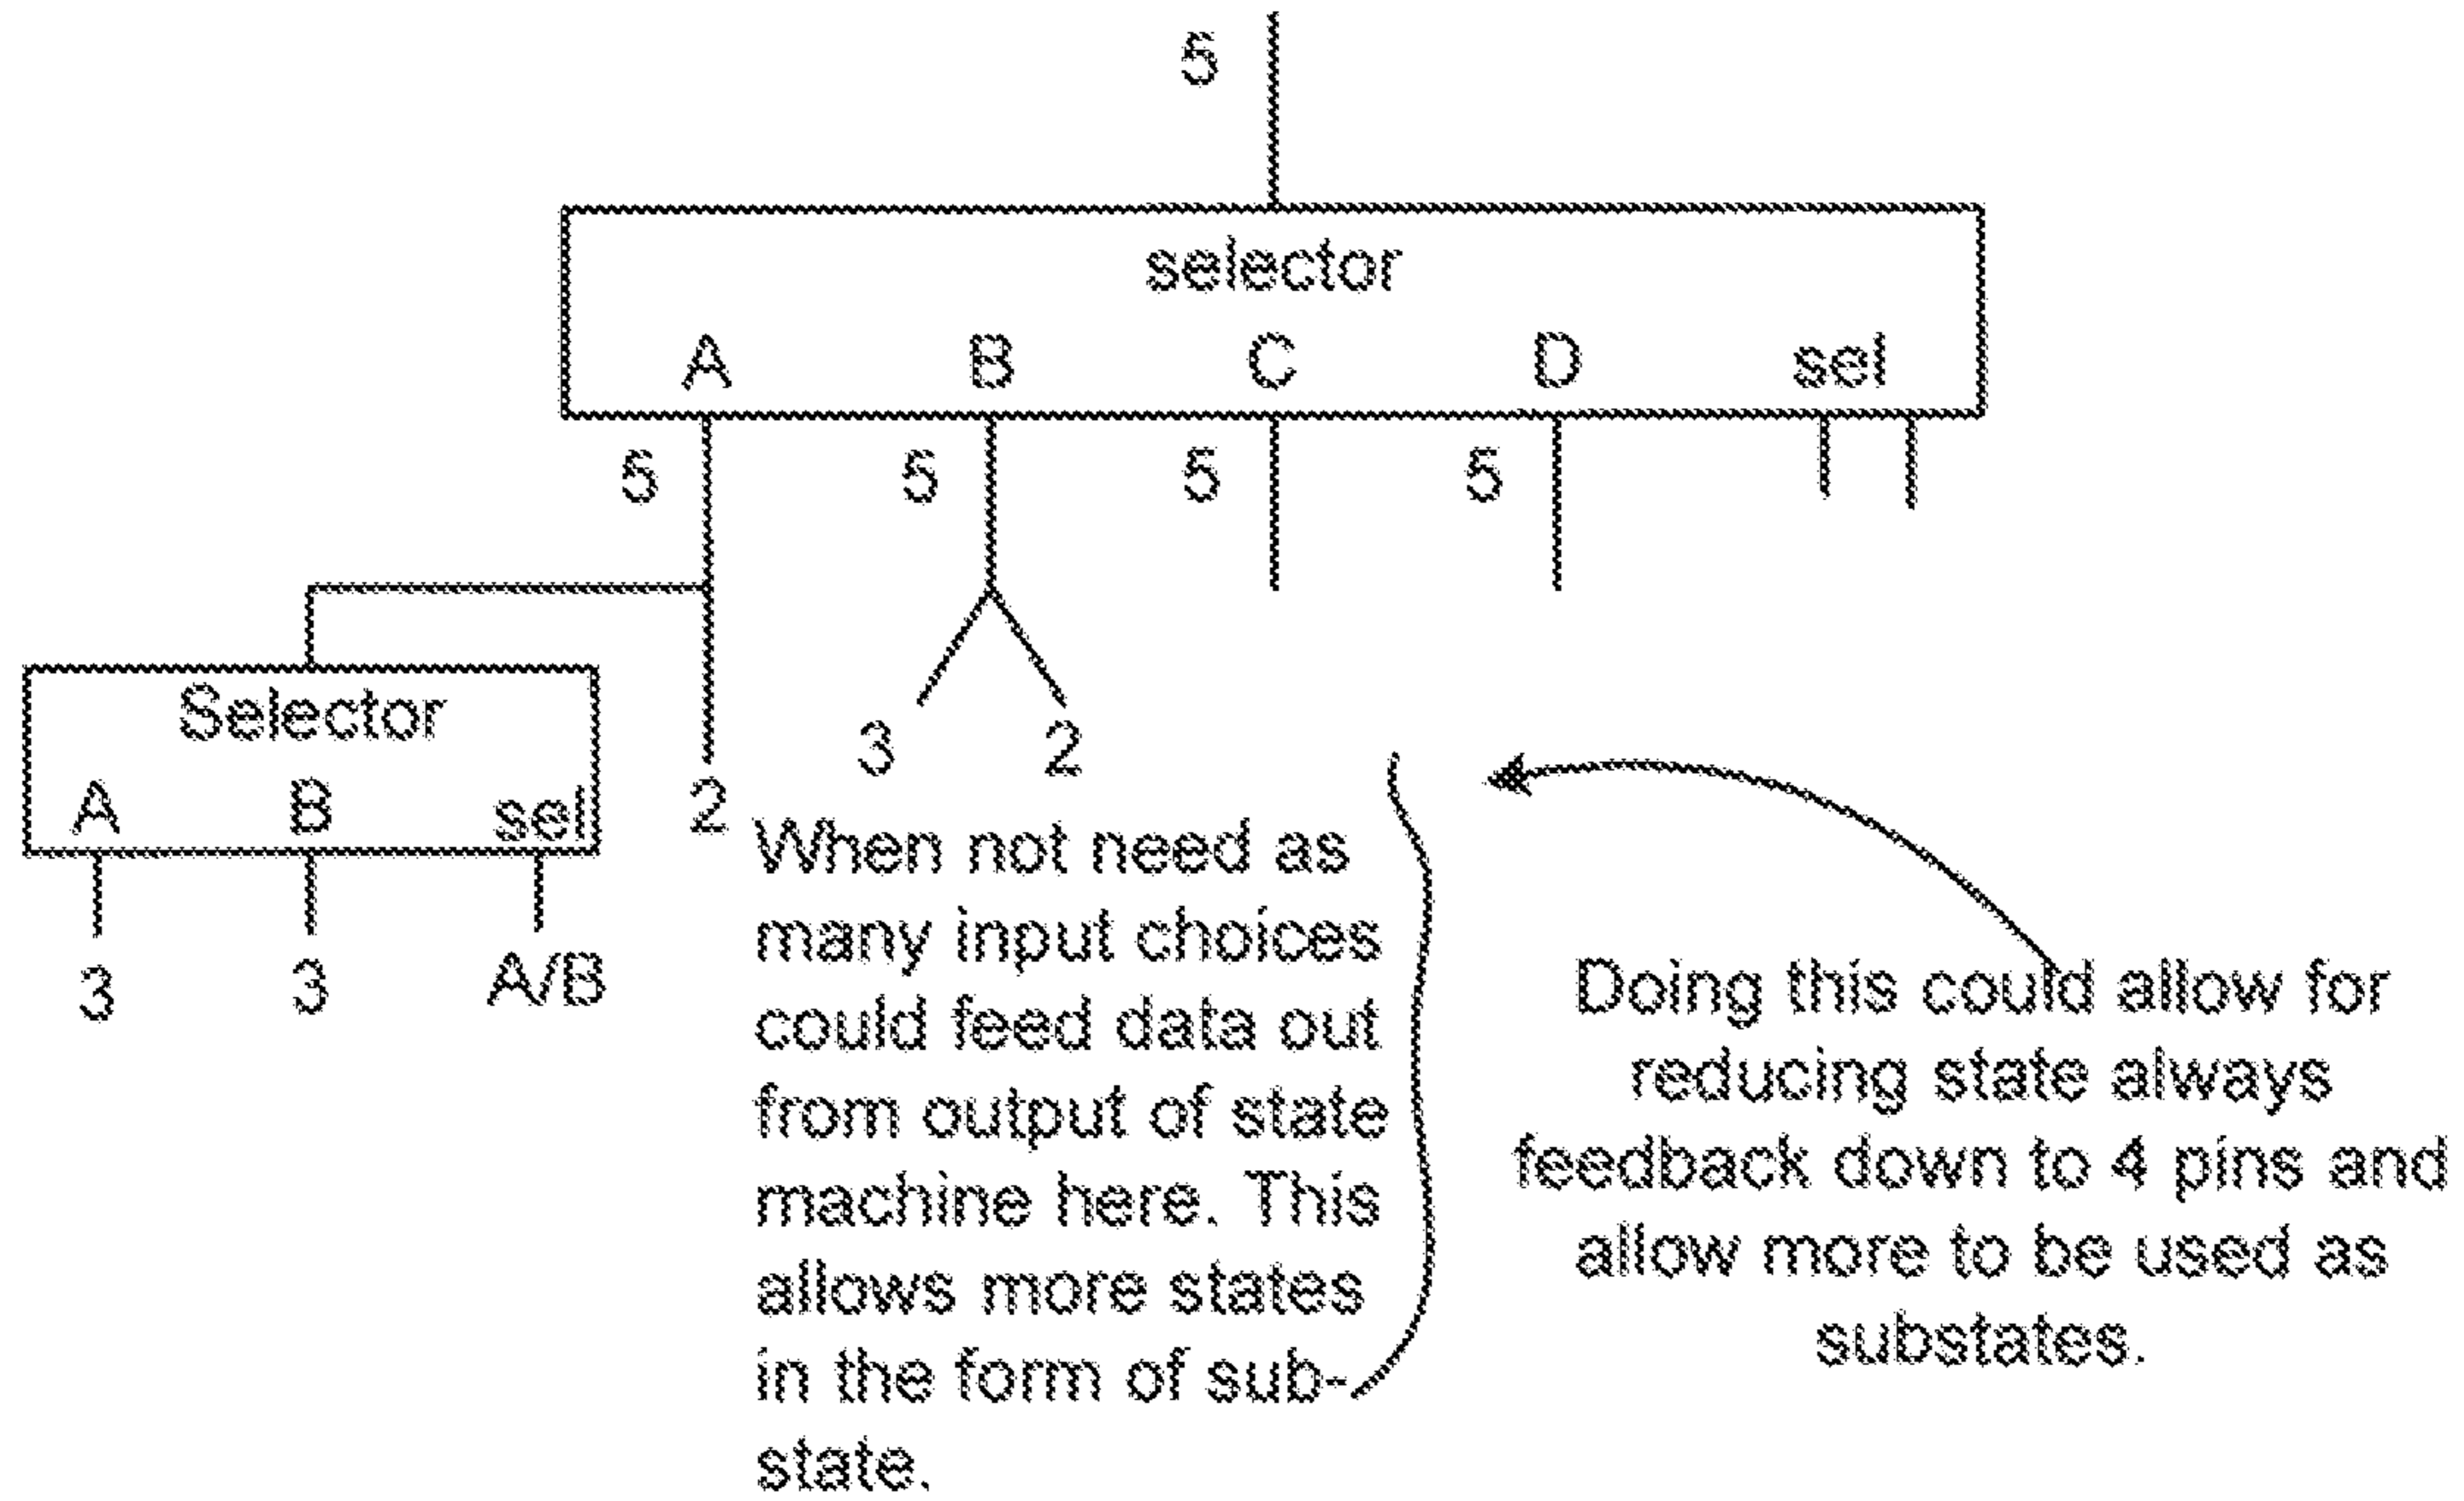 5
selector
A B C D sel
5 5 5 5
Selector
A B sel
2
3 2
3 3 A/B
When not need as
many input choices
could feed data out
from output of state
machine here. This
allows more states
in the form of sub-
state.
Doing this could allow for
reducing state always
feedback down to 4 pins and
allow more to be used as
substates.